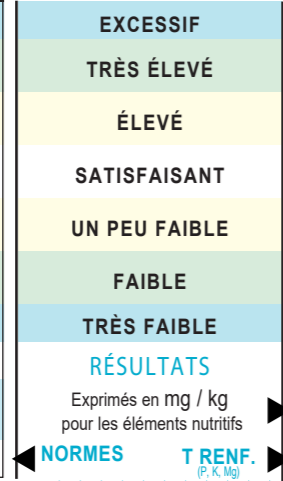 EXCESSIF
TRÈS ÉLEVÉ
ÉLEVÉ
SATISFAISANT
UN PEU FAIBLE
FAIBLE
TRÈS FAIBLE
RÉSULTATS
Exprimés en mg / kg
pour les éléments nutritifs
NORMES T RENF.
(P, K, Mg)